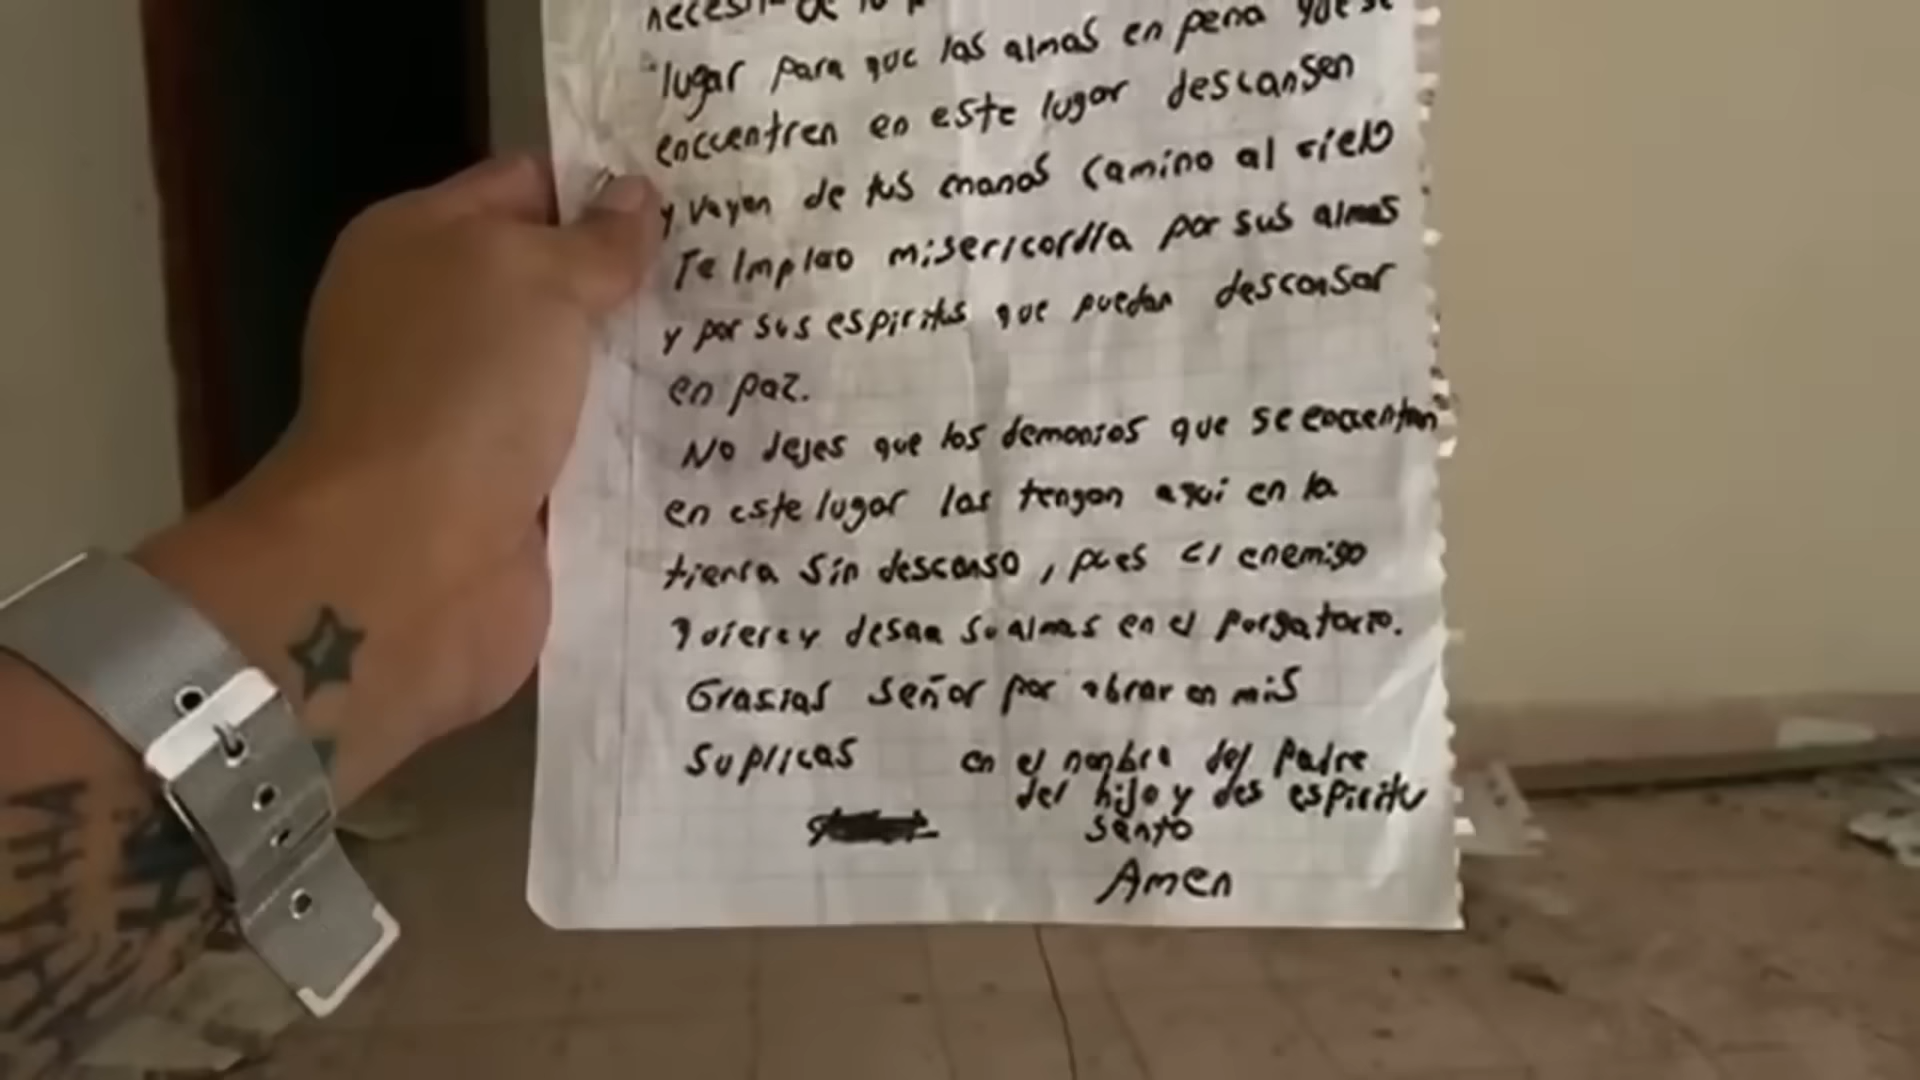 lugar para que las almas en pena que se
encuentren en este lugar descansen
y vayan de tus manos camino al cielo
Te Imploo misericordia por sus almas
y por sus espiritus que puedan descansar
en paz.
No dejes que los demonios que se encuentran
en este lugar las tengan aqui en la
tierra sin descanso, pues el enemigo
quiere y desea su almas en el purgatorio.
Grasias señor por obrar en mis
suplicas
en el nombre del Padre
del hijo y des espiritu
santo
Amen